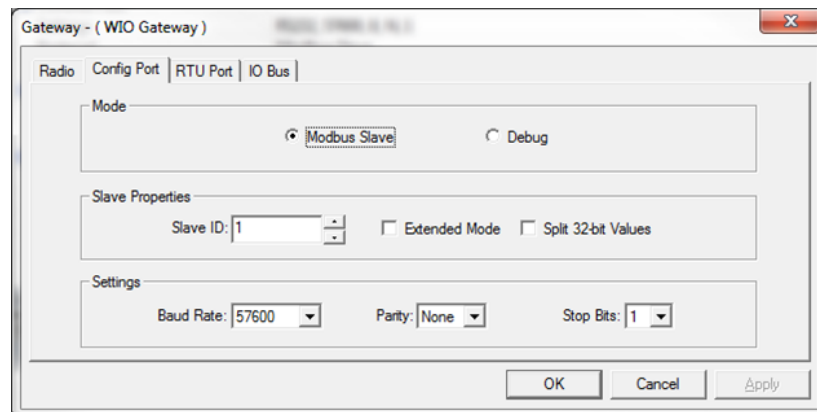 Gateway - ( WIO Gateway )
Radio Config Port RTU Port IO Bus
Mode
Modbus Slave Debug
Slave Properties
Slave ID: 1 Extended Mode Split 32-bit Values
Settings
Baud Rate: 57600 Parity: None Stop Bits: 1
OK Cancel Apply